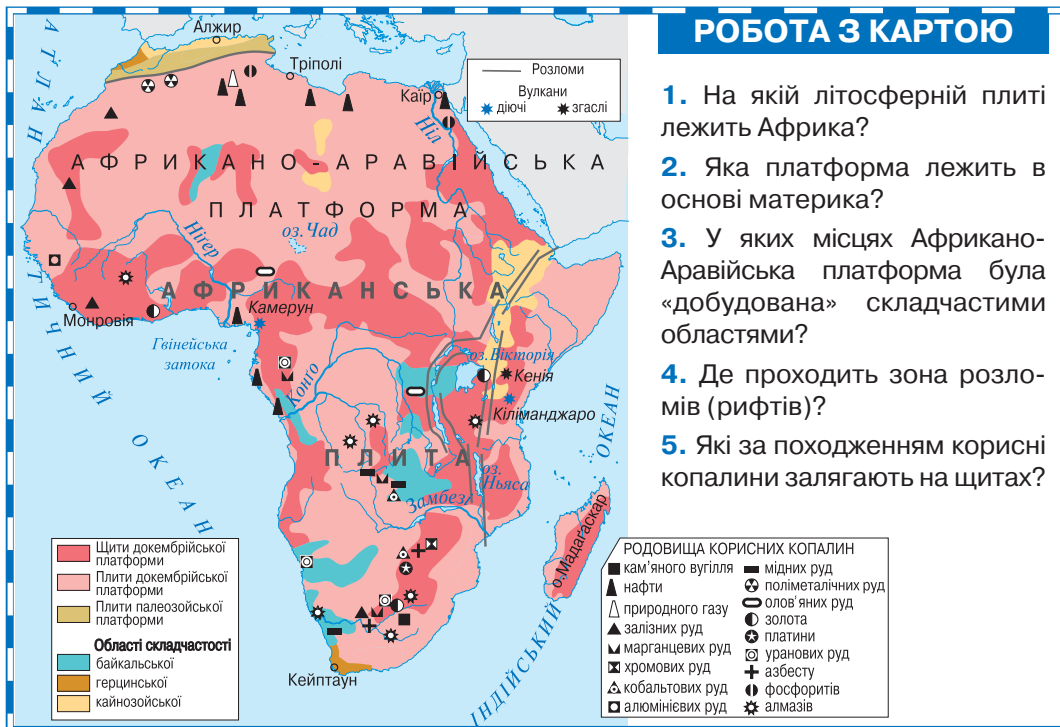 РОБОТА З КАРТОЮ
1. На якій літосферній плиті
лежить Африка?
2. Яка платформа лежить в
основі материка?
3. У яких місцях Африкано-
Аравійська платформа була
«добудована» складчастими
областями?
4. Де проходить зона розло-
мів (рифтів)?
5. Які за походженням корисні
копалини залягають на щитах?
АТЛАНТИЧНИЙ ОКЕАН
Алжир
Тріполі
Каїр
Ніл
Розломи
Вулкани
діючі
згаслі
АФРИКАНО-АРАВІЙСЬКА
ПЛАТФОРМА
оз. Чад
Нігер
АФРИКАНСЬКА
Камерун
Монровія
Гвінейська
затока
Конго
оз. Вікторія
Кенія
Кіліманджаро
ПЛИТА
оз.
Ньяса
Замбезі
о. Мадагаскар
Кейптаун
ІНДІЙСЬКИЙ ОКЕАН
Щити докембрійської
платформи
Плити докембрійської
платформи
Плити палеозойської
платформи
Області складчастості
байкальської
герцинської
кайнозойської
РОДОВИЩА КОРИСНИХ КОПАЛИН
кам’яного вугілля
нафти
природного газу
залізних руд
марганцевих руд
хромових руд
кобальтових руд
алюмінієвих руд
мідних руд
поліметалічних руд
олов’яних руд
золота
платини
уранових руд
азбесту
фосфоритів
алмазів